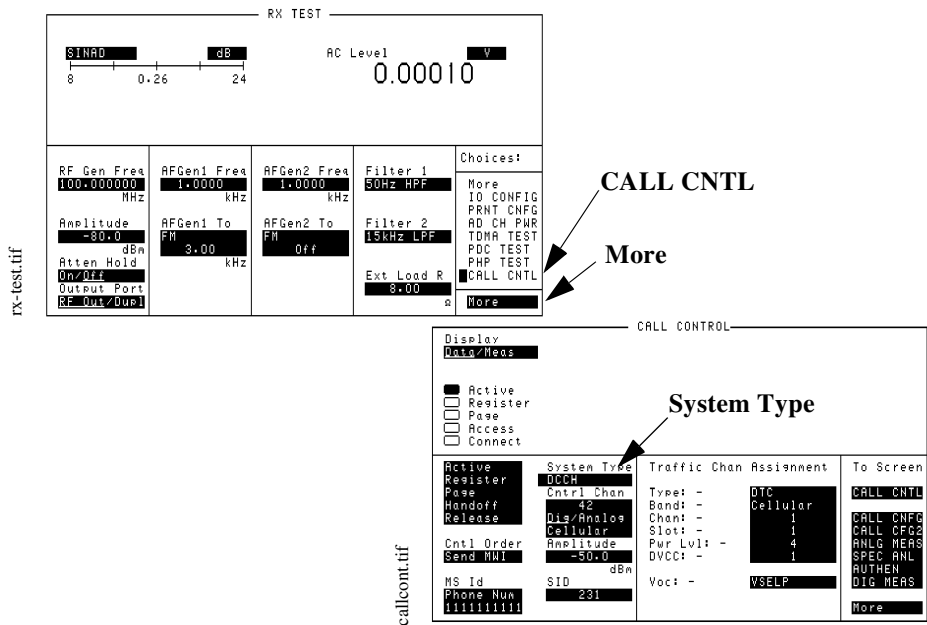 RX TEST
SINAD dB
8 0.26 24
AC Level V
0.00010
RF Gen Freq
100.000000
MHz
Amplitude
-80.0
dBm
Atten Hold
On/Off
Output Port
RF Out/Dupl
AFGen1 Freq
1.0000
kHz
AFGen1 To
FM
3.00
kHz
AFGen2 Freq
1.0000
kHz
AFGen2 To
FM
Off
Filter 1
50Hz HPF
Filter 2
15kHz LPF
Ext Load R
8.00
Ω
Choices:
More
IO CONFIG
PRNT CNFG
AD CH PWR
TDMA TEST
PDC TEST
PHP TEST
CALL CNTL
More
CALL CNTL
More
rx-test.tif
CALL CONTROL
Display
Data/Meas
Active
Register
Page
Access
Connect
System Type
Active
Register
Page
Handoff
Release
Cntl Order
Send MWI
MS Id
Phone Num
1111111111
System Type
DCCH
Cntrl Chan
42
Dig/Analog
Cellular
Amplitude
-50.0
dBm
SID
231
Traffic Chan Assignment
Type: - DTC
Band: - Cellular
Chan: - 1
Slot: - 1
Pwr Lvl: - 4
DVCC: - 1
Voc: - VSELP
To Screen
CALL CNTL
CALL CNFG
CALL CFG2
ANLG MEAS
SPEC ANL
AUTHEN
DIG MEAS
More
callcont.tif